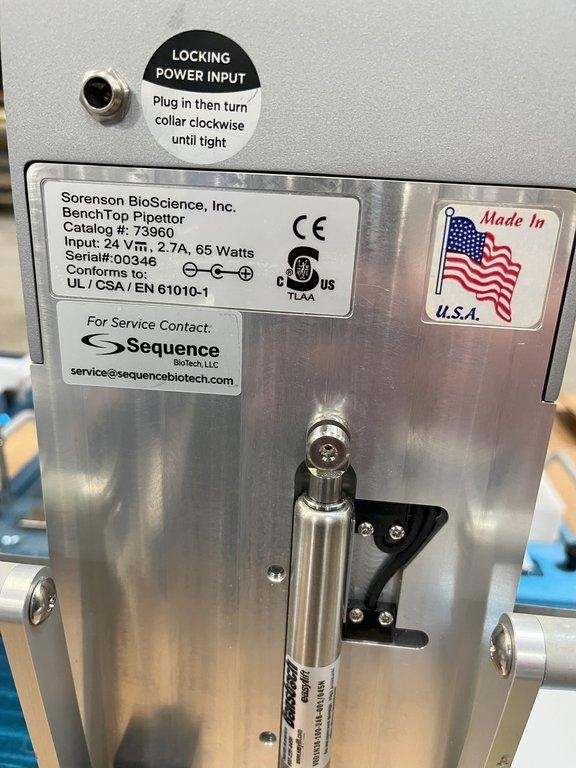 LOCKING
POWER INPUT
Plug in then turn
collar clockwise
until tight
Sorenson BioScience, Inc.
BenchTop Pipettor
Catalog #: 73960
Input: 24 V⎓, 2.7A, 65 Watts
Serial#:00346
Conforms to:
UL / CSA / EN 61010-1
CE
C US
TLAA
Made In
U.S.A.
For Service Contact:
Sequence
BioTech, LLC
service@sequencebiotech.com
easylift